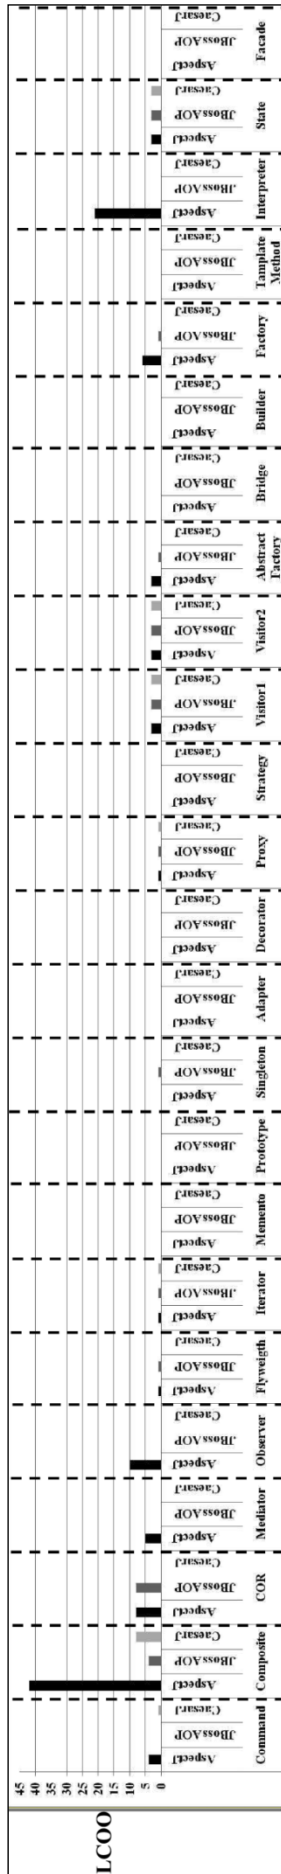 LCOO
45
40
35
30
25
20
15
10
5
0
AspectJ
JBossAOP
CaesarJ
Command
AspectJ
JBossAOP
CaesarJ
Composite
AspectJ
JBossAOP
CaesarJ
COR
AspectJ
JBossAOP
CaesarJ
Mediator
AspectJ
JBossAOP
CaesarJ
Observer
AspectJ
JBossAOP
CaesarJ
Flyweigth
AspectJ
JBossAOP
CaesarJ
Iterator
AspectJ
JBossAOP
CaesarJ
Memento
AspectJ
JBossAOP
CaesarJ
Prototype
AspectJ
JBossAOP
CaesarJ
Singleton
AspectJ
JBossAOP
CaesarJ
Adapter
AspectJ
JBossAOP
CaesarJ
Decorator
AspectJ
JBossAOP
CaesarJ
Proxy
AspectJ
JBossAOP
CaesarJ
Strategy
AspectJ
JBossAOP
CaesarJ
Visitor1
AspectJ
JBossAOP
CaesarJ
Visitor2
AspectJ
JBossAOP
CaesarJ
Abstract
Factory
AspectJ
JBossAOP
CaesarJ
Bridge
AspectJ
JBossAOP
CaesarJ
Builder
AspectJ
JBossAOP
CaesarJ
Factory
AspectJ
JBossAOP
CaesarJ
Tamplate
Method
AspectJ
JBossAOP
CaesarJ
Interpreter
AspectJ
JBossAOP
CaesarJ
State
AspectJ
JBossAOP
CaesarJ
Facade